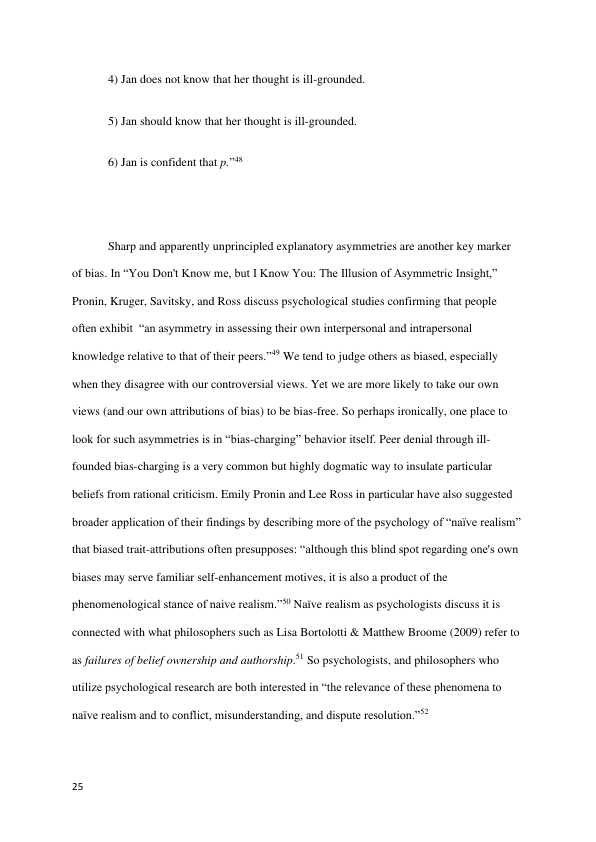 4) Jan does not know that her thought is ill-grounded.
5) Jan should know that her thought is ill-grounded.
6) Jan is confident that p.”48
Sharp and apparently unprincipled explanatory asymmetries are another key marker
of bias. In “You Don't Know me, but I Know You: The Illusion of Asymmetric Insight,”
Pronin, Kruger, Savitsky, and Ross discuss psychological studies confirming that people
often exhibit “an asymmetry in assessing their own interpersonal and intrapersonal
knowledge relative to that of their peers.”49 We tend to judge others as biased, especially
when they disagree with our controversial views. Yet we are more likely to take our own
views (and our own attributions of bias) to be bias-free. So perhaps ironically, one place to
look for such asymmetries is in “bias-charging” behavior itself. Peer denial through ill-
founded bias-charging is a very common but highly dogmatic way to insulate particular
beliefs from rational criticism. Emily Pronin and Lee Ross in particular have also suggested
broader application of their findings by describing more of the psychology of “naïve realism”
that biased trait-attributions often presupposes: “although this blind spot regarding one's own
biases may serve familiar self-enhancement motives, it is also a product of the
phenomenological stance of naive realism.”50 Naïve realism as psychologists discuss it is
connected with what philosophers such as Lisa Bortolotti & Matthew Broome (2009) refer to
as failures of belief ownership and authorship.51 So psychologists, and philosophers who
utilize psychological research are both interested in “the relevance of these phenomena to
naïve realism and to conflict, misunderstanding, and dispute resolution.”52
25